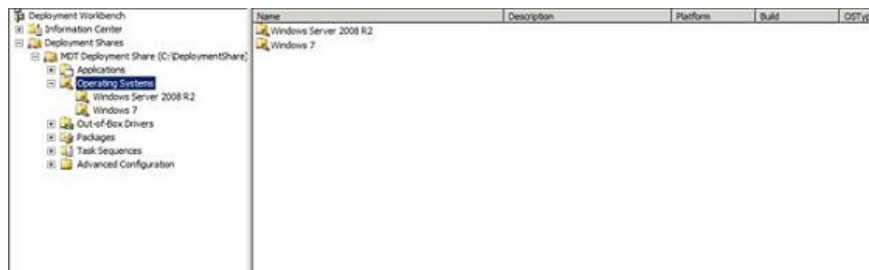 Deployment Workbench
Information Center
Deployment Shares
MDT Deployment Share (C:\DeploymentShare)
Applications
Operating Systems
Windows Server 2008 R2
Windows 7
Out-of-Box Drivers
Packages
Task Sequences
Advanced Configuration
Name Description Platform Build OSTyp
Windows Server 2008 R2
Windows 7